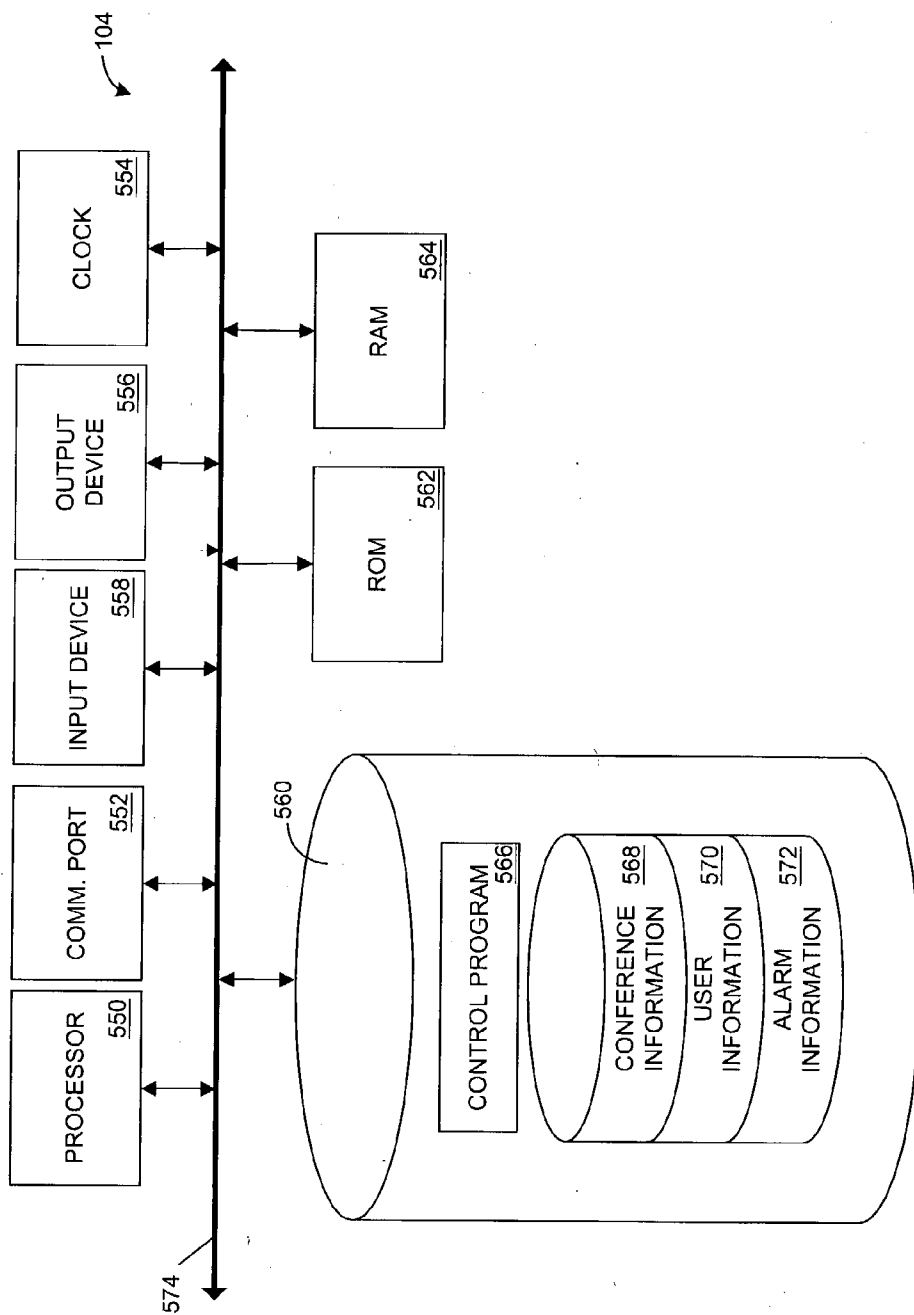 104
PROCESSOR
550
COMM. PORT
552
INPUT DEVICE
558
OUTPUT
DEVICE
556
CLOCK
554
574
560
CONTROL PROGRAM
566
CONFERENCE
INFORMATION
568
USER
INFORMATION
570
ALARM
INFORMATION
572
ROM
562
RAM
564